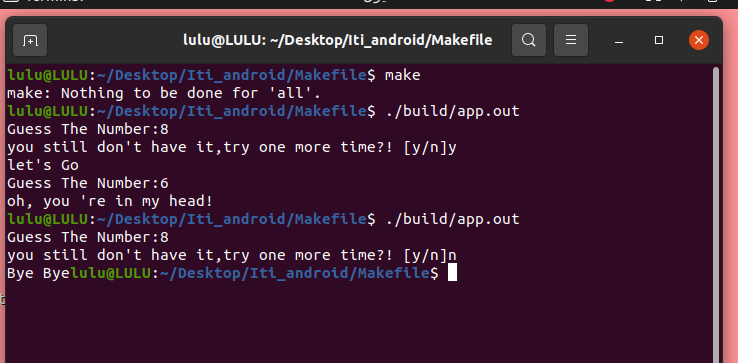 lulu@LULU: ~/Desktop/Iti_android/Makefile
lulu@LULU:~/Desktop/Iti_android/Makefile$ make
make: Nothing to be done for 'all'.
lulu@LULU:~/Desktop/Iti_android/Makefile$ ./build/app.out
Guess The Number:8
you still don't have it,try one more time?! [y/n]y
let's Go
Guess The Number:6
oh, you 're in my head!
lulu@LULU:~/Desktop/Iti_android/Makefile$ ./build/app.out
Guess The Number:8
you still don't have it,try one more time?! [y/n]n
Bye Byelulu@LULU:~/Desktop/Iti_android/Makefile$